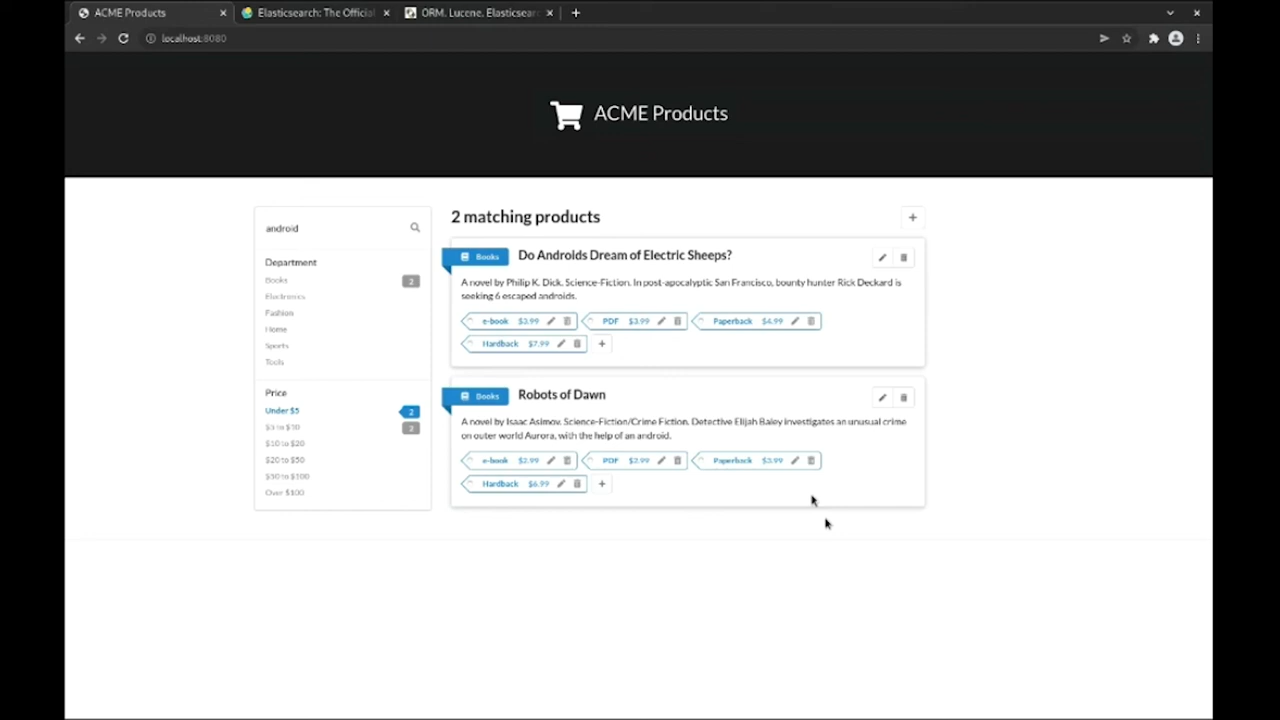 ACME Products
Elasticsearch: The Official
ORM, Lucene, Elasticsear
localhost:8080
ACME Products
android
Department
Books 2
Electronics
Fashion
Home
Sports
Tools
Price
Under $5 2
$5 to $10 2
$10 to $20
$20 to $50
$50 to $100
Over $100
2 matching products
Books Do Androids Dream of Electric Sheeps?
A novel by Philip K. Dick. Science-Fiction. In post-apocalyptic San Francisco, bounty hunter Rick Deckard is
seeking 6 escaped androids.
e-book $3.99 PDF $3.99 Paperback $4.99
Hardback $7.99
Books Robots of Dawn
A novel by Isaac Asimov. Science-Fiction/Crime Fiction. Detective Elijah Baley investigates an unusual crime
on outer world Aurora, with the help of an android.
e-book $2.99 PDF $2.99 Paperback $3.99
Hardback $6.99